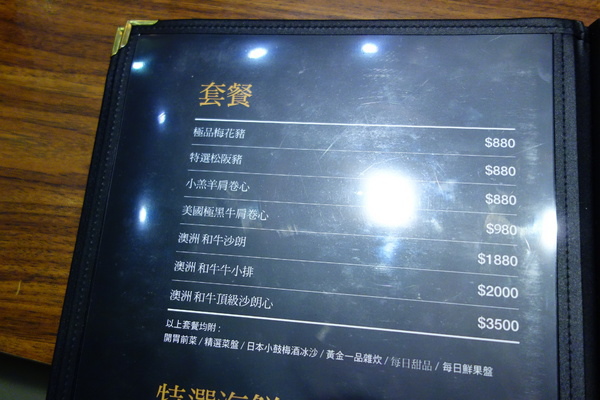 套餐
極品梅花豬 $880
特選松阪豬 $880
小羔羊肩卷心 $880
美國極黑牛肩卷心 $980
澳洲和牛沙朗 $1880
澳洲和牛牛小排 $2000
澳洲和牛頂級沙朗心 $3500
以上套餐均附：
開胃前菜/精選菜盤/日本小鼓梅酒冰沙/黃金一品雜炊/每日甜品/每日鮮果盤
特選海鮮